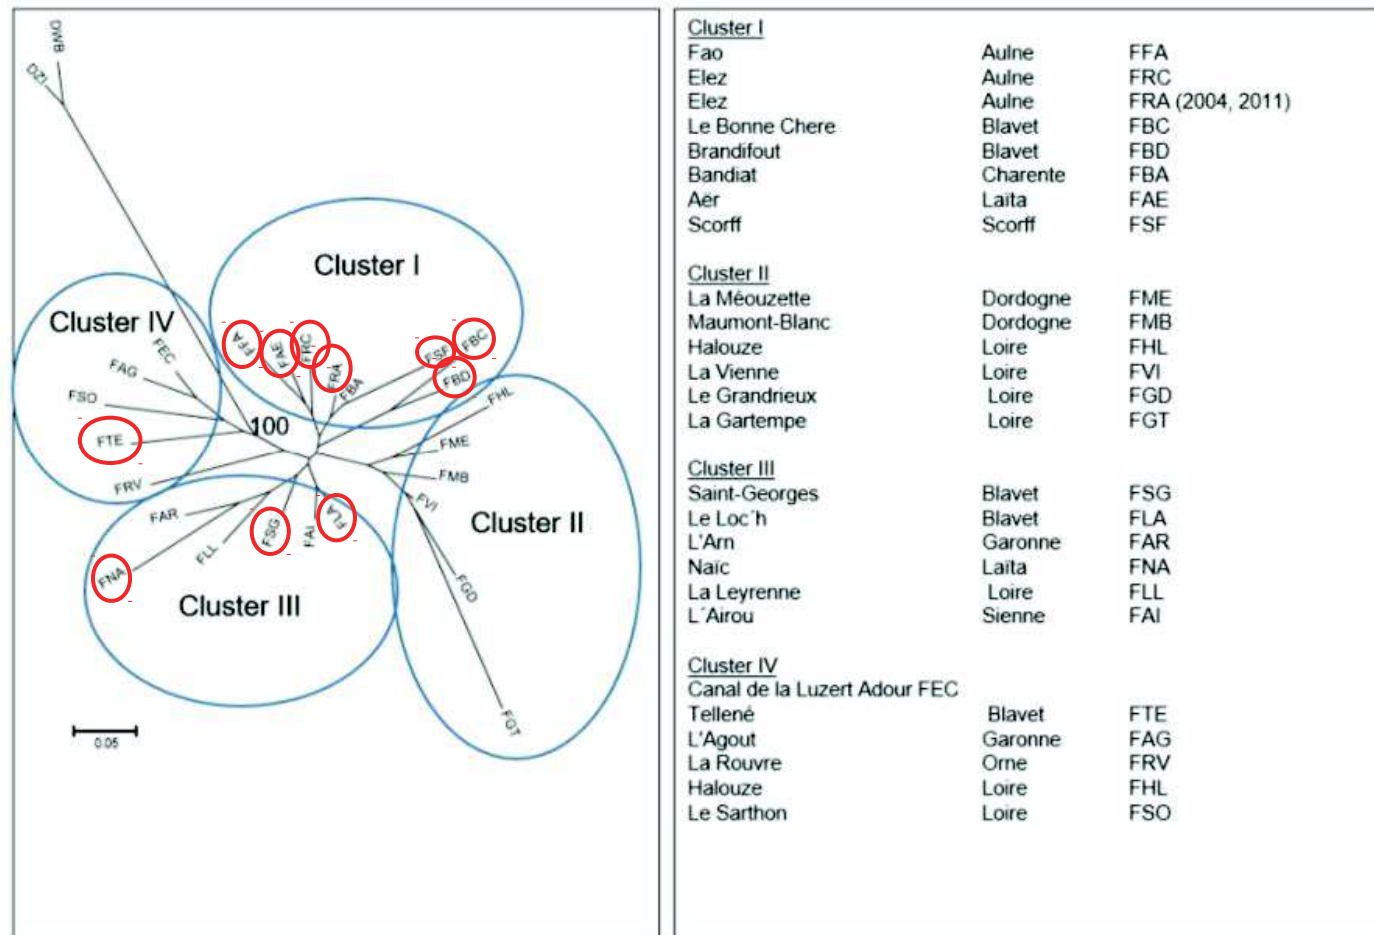 DWB
IZD
Cluster I
Cluster IV
FFA
FAE
FRC
FRA
FBA
FSF
FBC
FBD
FEC
FAG
FSO
FTE
FRV
100
FHL
FME
FMB
FVI
FGD
FGT
Cluster II
FAR
FNA
FLL
FSG
FAI
FLA
Cluster III
0.05
Cluster I
Fao Aulne FFA
Elez Aulne FRC
Elez Aulne FRA (2004, 2011)
Le Bonne Chere Blavet FBC
Brandifout Blavet FBD
Bandiat Charente FBA
Aër Laïta FAE
Scorff Scorff FSF
Cluster II
La Méouzette Dordogne FME
Maumont-Blanc Dordogne FMB
Halouze Loire FHL
La Vienne Loire FVI
Le Grandrieux Loire FGD
La Gartempe Loire FGT
Cluster III
Saint-Georges Blavet FSG
Le Loc´h Blavet FLA
L'Arn Garonne FAR
Naïc Laïta FNA
La Leyrenne Loire FLL
L´Airou Sienne FAI
Cluster IV
Canal de la Luzert Adour FEC
Tellené Blavet FTE
L'Agout Garonne FAG
La Rouvre Orne FRV
Halouze Loire FHL
Le Sarthon Loire FSO